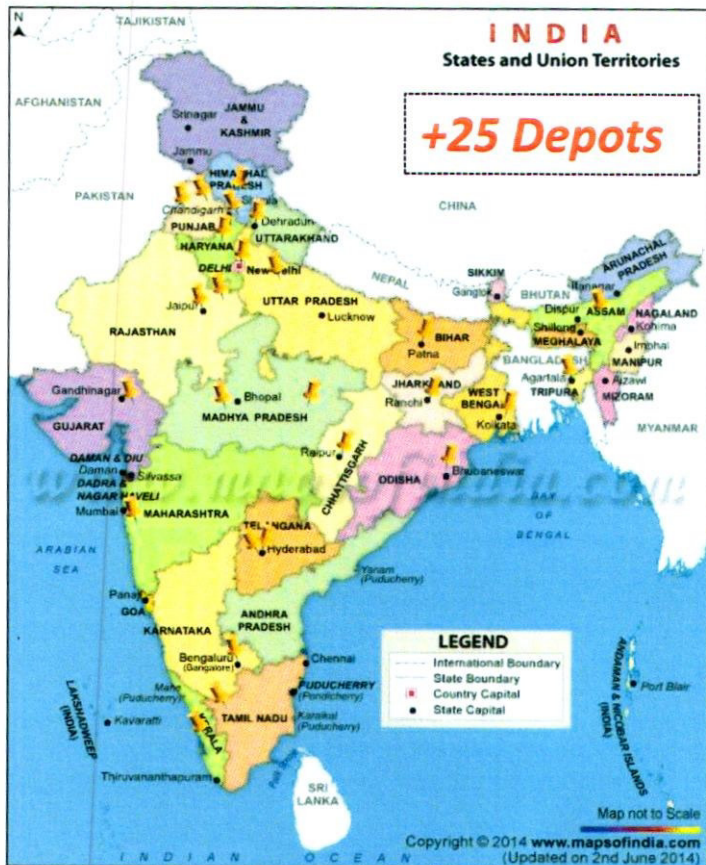 N
TAJIKISTAN
INDIA
States and Union Territories
+25 Depots
AFGHANISTAN
JAMMU
&
KASHMIR
Srinagar
Jammu
PAKISTAN
HIMACHAL
PRADESH
Shimla
Chandigarh
PUNJAB
Dehradun
UTTARAKHAND
CHINA
HARYANA
DELHI
New Delhi
NEPAL
SIKKIM
Gangtok
BHUTAN
ARUNACHAL
PRADESH
Itanagar
Jaipur
RAJASTHAN
UTTAR PRADESH
Lucknow
Dispur
ASSAM
NAGALAND
Kohima
Shillong
MEGHALAYA
Imphal
MANIPUR
BIHAR
Patna
BANGLADESH
Agartala
TRIPURA
Aizawl
MIZORAM
MYANMAR
Gandhinagar
GUJARAT
Bhopal
MADHYA PRADESH
JHARKHAND
Ranchi
WEST
BENGAL
Kolkata
DAMAN & DIU
Daman
Silvassa
DADRA &
NAGAR HAVELI
Raipur
CHHATTISGARH
ODISHA
Bhubaneswar
Mumbai
MAHARASHTRA
TELANGANA
Hyderabad
ARABIAN
SEA
BAY
OF
BENGAL
Yanam
(Puducherry)
Panaji
GOA
KARNATAKA
ANDHRA
PRADESH
Bengaluru
(Bangalore)
Chennai
LEGEND
International Boundary
State Boundary
Country Capital
State Capital
Mahe
(Puducherry)
PUDUCHERRY
(Pondicherry)
LAKSHADWEEP
(INDIA)
Kavaratti
KERALA
TAMIL NADU
Karaikal
(Puducherry)
ANDAMAN & NICOBAR ISLANDS
(INDIA)
Port Blair
Thiruvananthapuram
SRI
LANKA
Map not to Scale
Copyright © 2014 www.mapsofindia.com
(Updated on 2nd June 2014)
INDIAN OCEAN